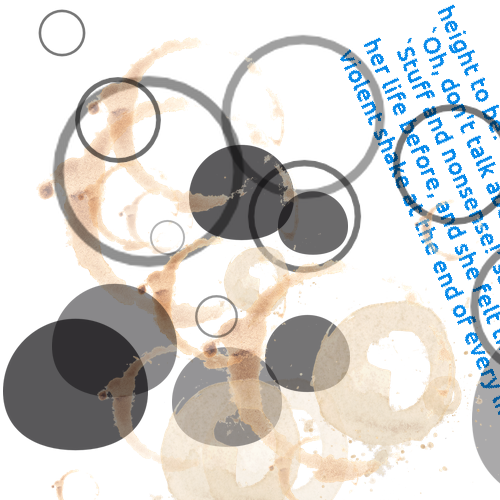 height to be
`Oh, don't talk
`Stuff and nonsense!'
her life before , and she felt
violent shake at the end of every